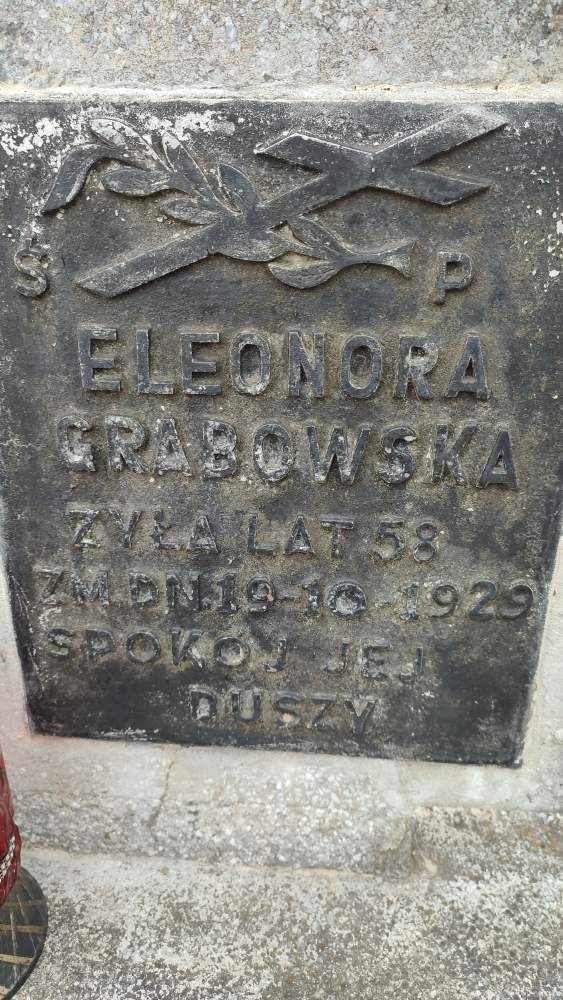 Ś P
ELEONORA
GRABOWSKA
ŻYŁA LAT 58
ZM. DN. 19-10-1929
SPOKÓJ JEJ
DUSZY